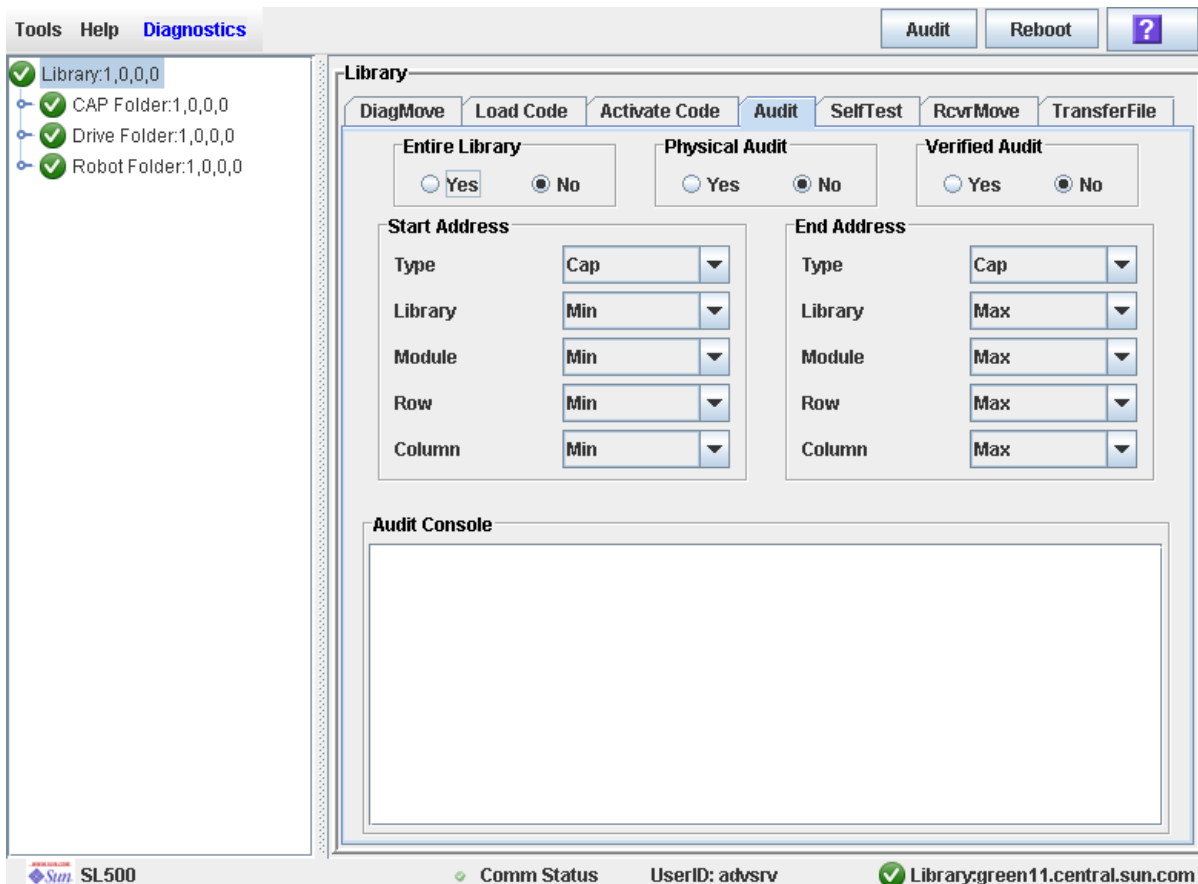 Tools Help Diagnostics
Audit Reboot ?
Library:1,0,0,0
CAP Folder:1,0,0,0
Drive Folder:1,0,0,0
Robot Folder:1,0,0,0
Library
DiagMove Load Code Activate Code Audit SelfTest RcvrMove TransferFile
Entire Library Physical Audit Verified Audit
Yes No Yes No Yes No
Start Address End Address
Type Cap Type Cap
Library Min Library Max
Module Min Module Max
Row Min Row Max
Column Min Column Max
Audit Console
Sun SL500 Comm Status UserID: advsrv Library:green11.central.sun.com